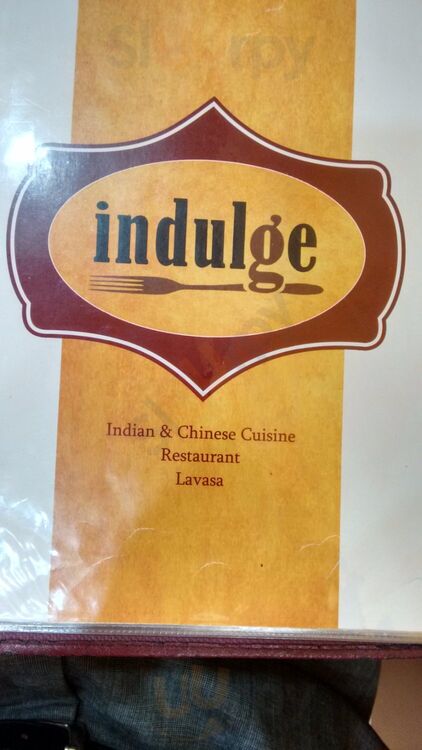 indulge
Indian & Chinese Cuisine
Restaurant
Lavasa